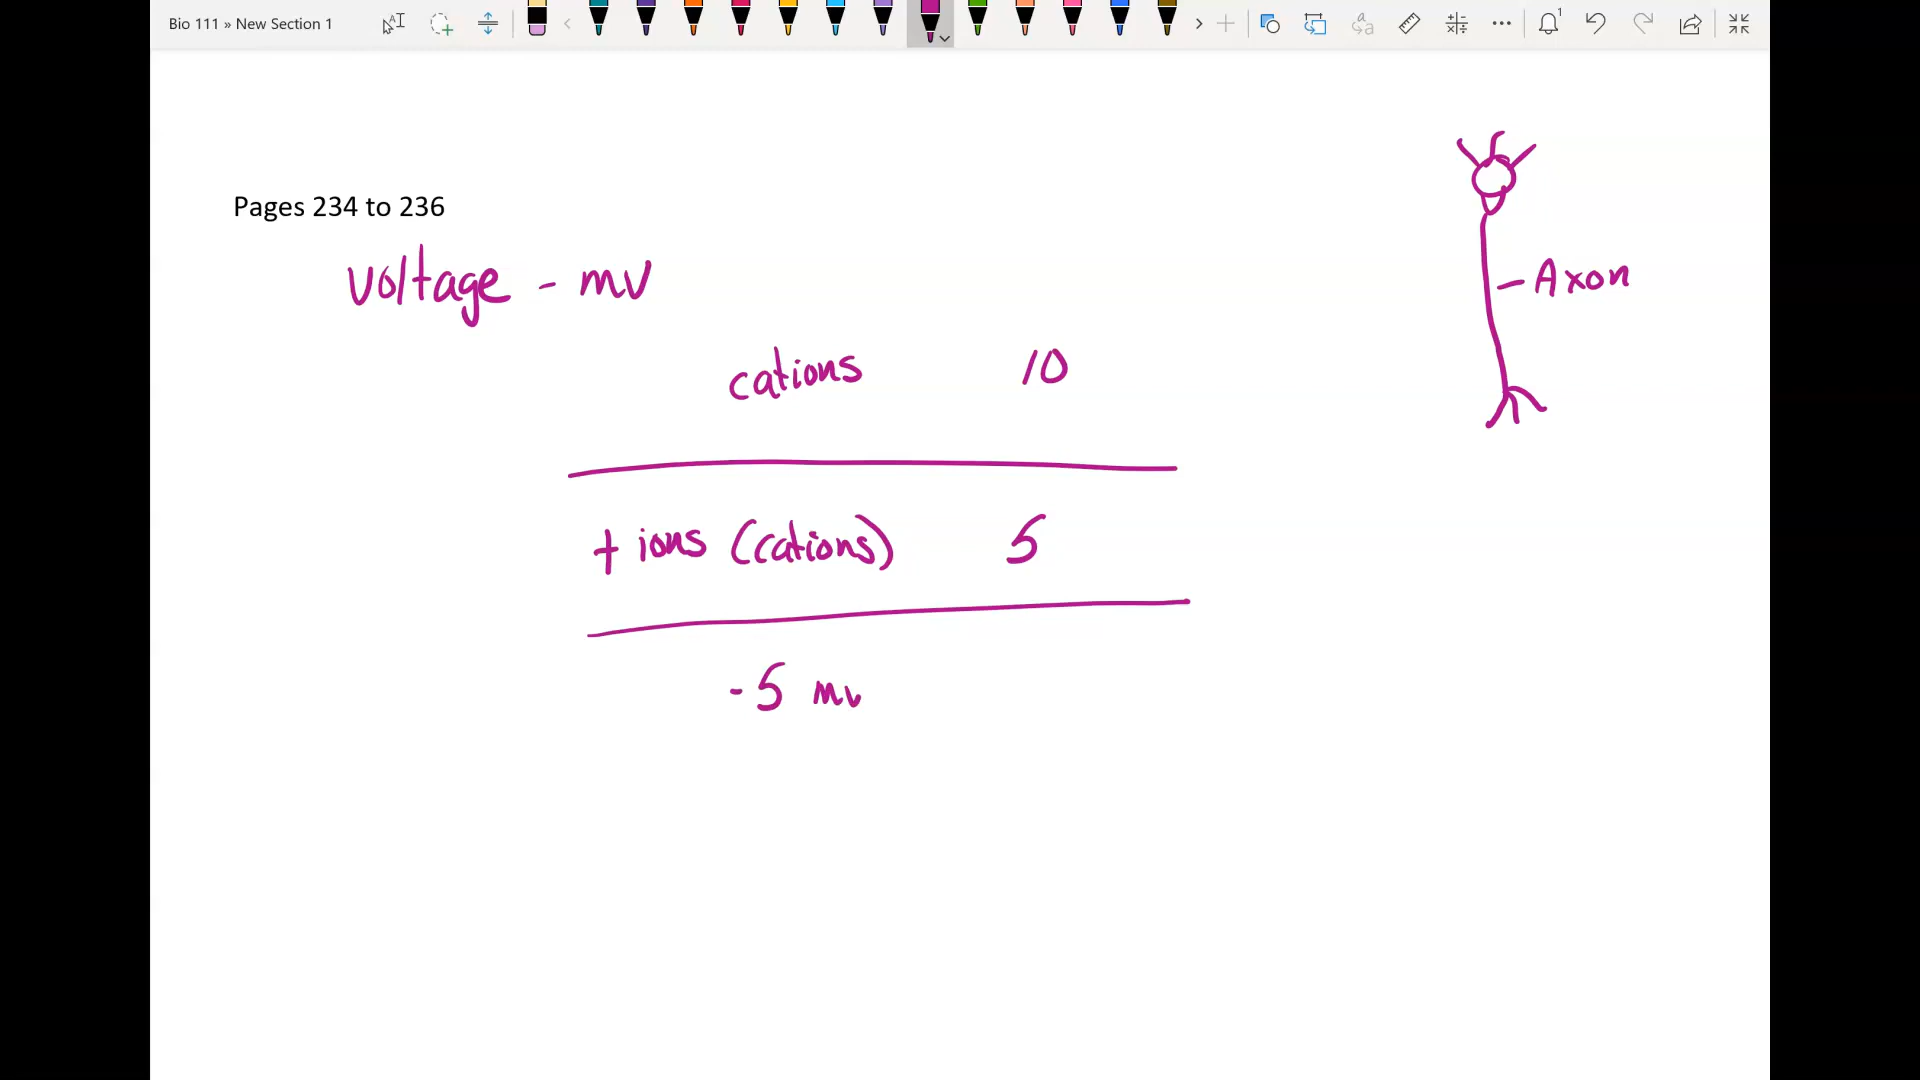 Bio 111 » New Section 1
Pages 234 to 236
voltage - mv
cations 10
+ ions (cations) 5
- 5 mv
- Axon